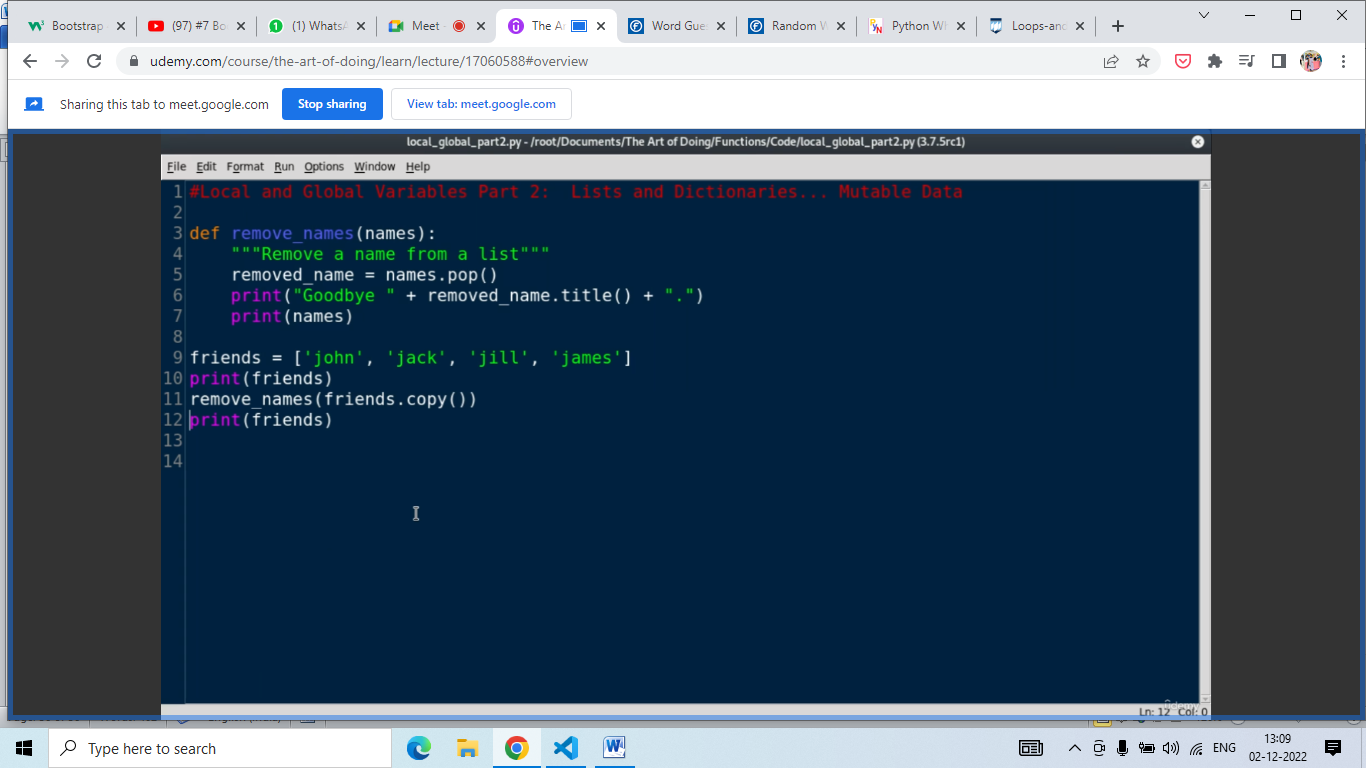 Bootstrap
(97) #7 Bo
(1) Whats
Meet -
The A
Word Gue
Random W
Python Wh
Loops-and
udemy.com/course/the-art-of-doing/learn/lecture/17060588#overview
Sharing this tab to meet.google.com
Stop sharing
View tab: meet.google.com
local_global_part2.py - /root/Documents/The Art of Doing/Functions/Code/local_global_part2.py (3.7.5rc1)
File Edit Format Run Options Window Help
1 #Local and Global Variables Part 2:  Lists and Dictionaries... Mutable Data
2
3 def remove_names(names):
4     """Remove a name from a list"""
5     removed_name = names.pop()
6     print("Goodbye " + removed_name.title() + ".")
7     print(names)
8
9 friends = ['john', 'jack', 'jill', 'james']
10 print(friends)
11 remove_names(friends.copy())
12 print(friends)
13
14
Ln: 12 Col: 0
Type here to search
ENG
13:09
02-12-2022